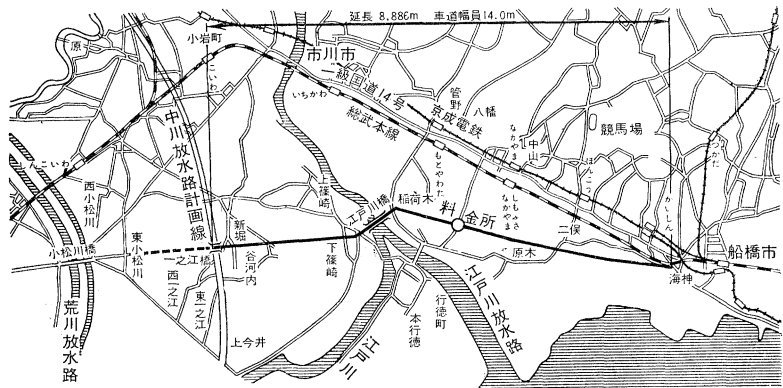 延長 8,886m 車道幅員14.0m
小岩町
原
市川市
一級国道14号
こいわ
いちかわ
総武本線
京成電鉄
管野
八幡
なかやま
中山
競馬場
つかだ
しんこいわ
中川放水路計画線
西小松川
上篠崎
江戸川橋
稲荷木
もとやわた
料金所
しもふさなかやま
かいじん
二俣
原木
船橋市
海神
小松川橋
東小松川
新堀
一之江橋
谷河内
下篠崎
西一之江
東一之江
上今井
荒川放水路
江戸川
本行徳
行徳町
江戸川放水路